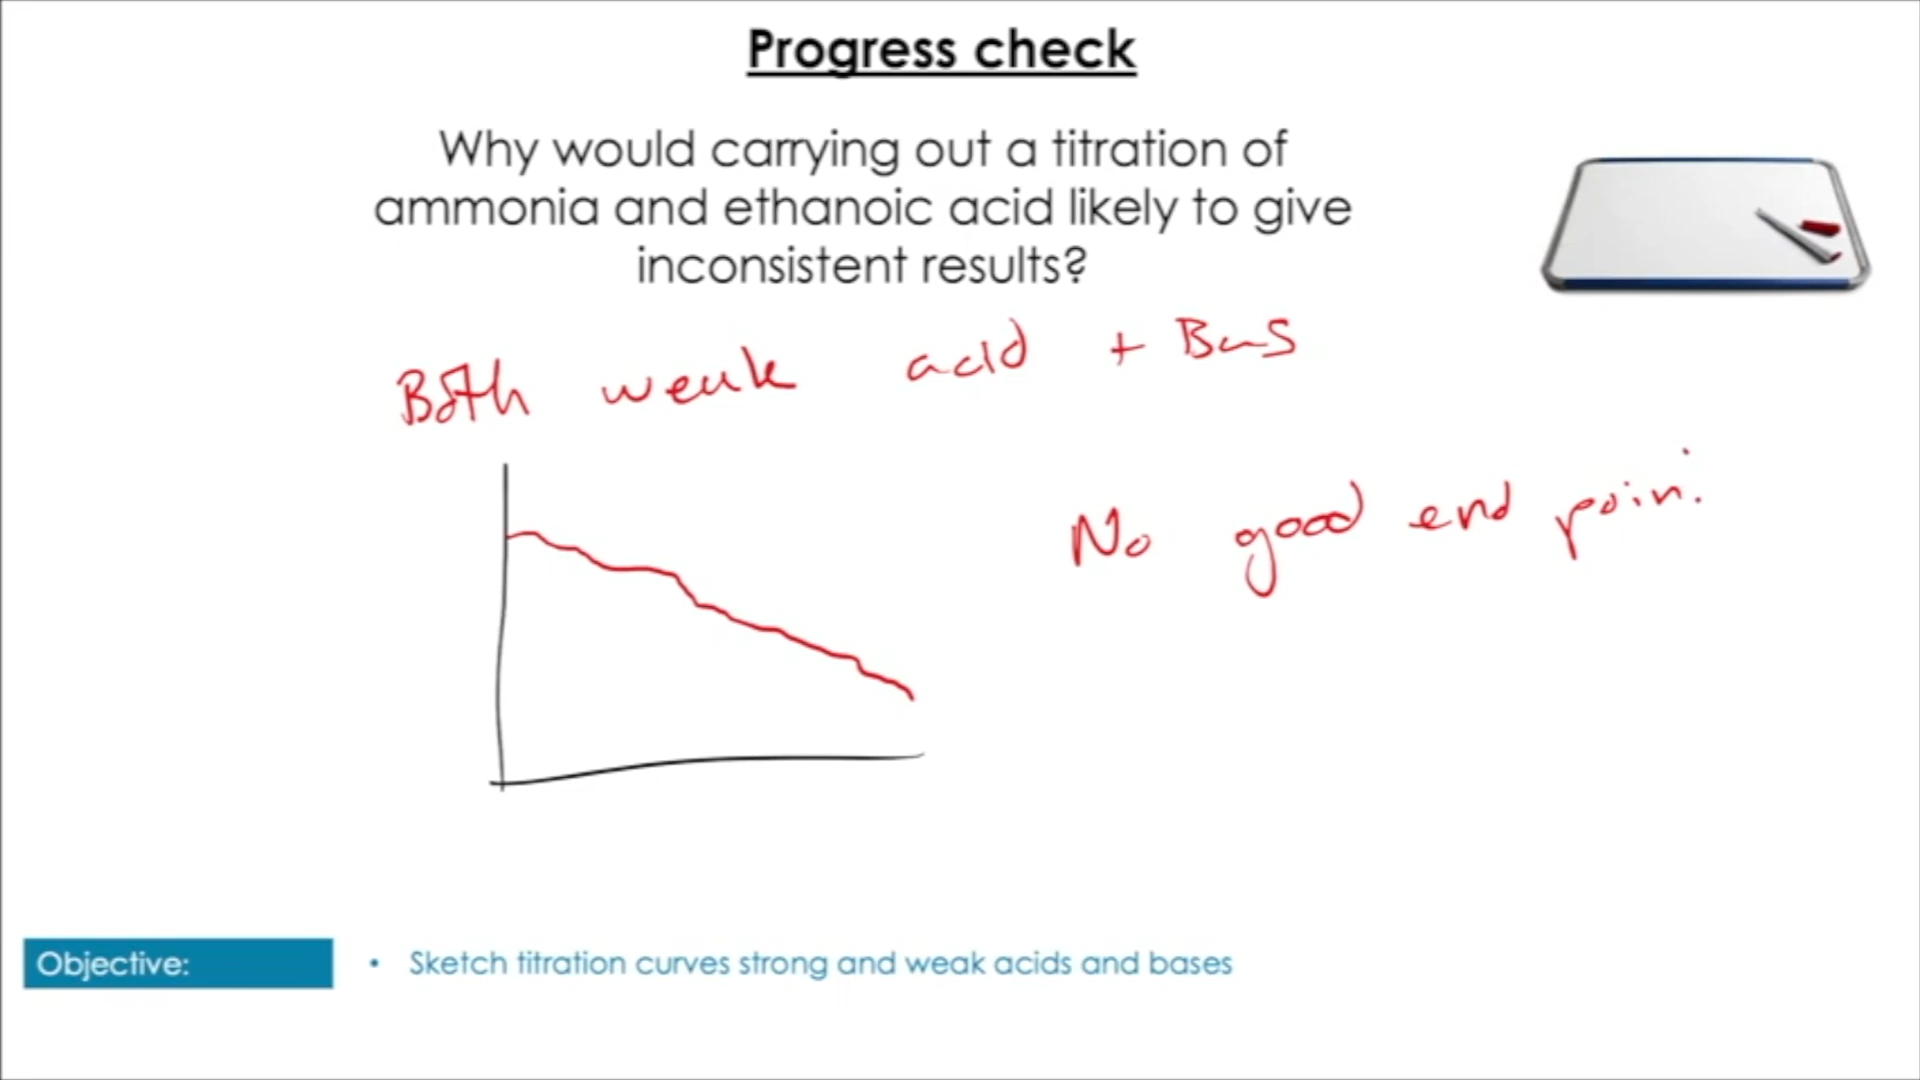 Progress check
Why would carrying out a titration of
ammonia and ethanoic acid likely to give
inconsistent results?
Both weak acid + Bas
No good end poin.
Objective:
• Sketch titration curves strong and weak acids and bases